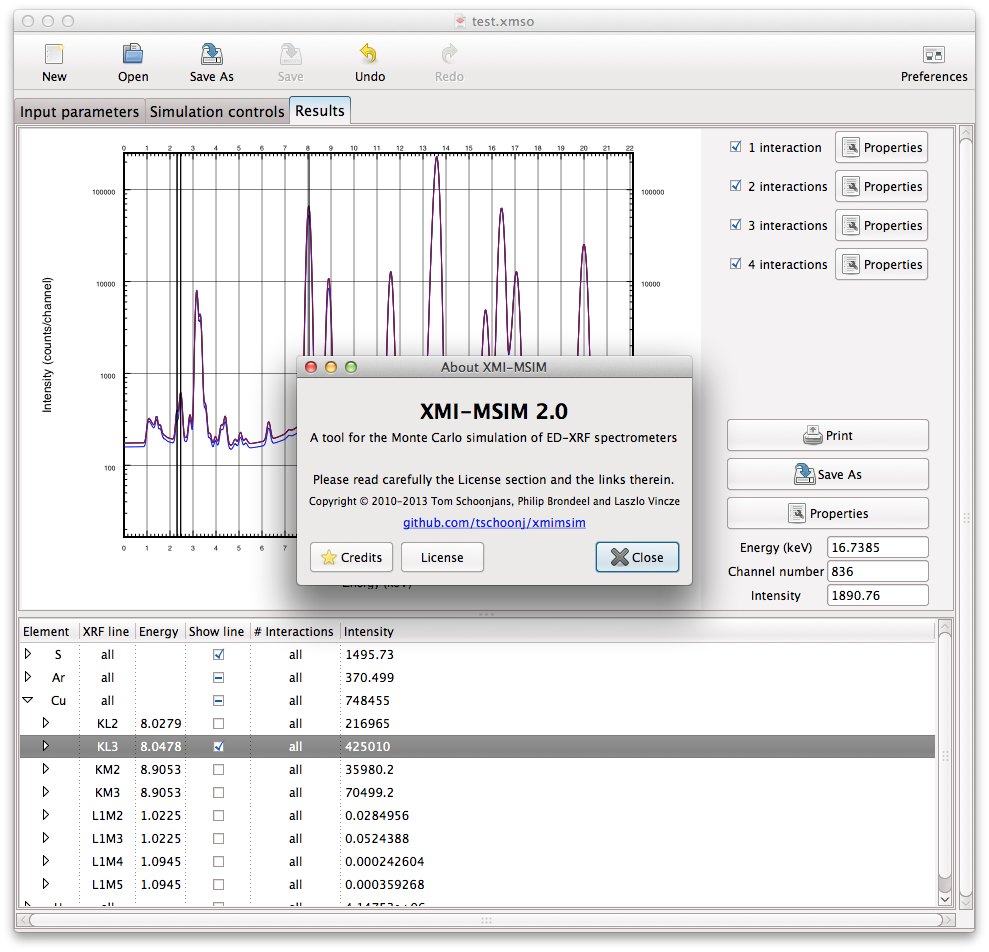 test.xmso
New Open Save As Save Undo Redo Preferences
Input parameters Simulation controls Results
0 1 2 3 4 5 6 7 8 9 10 11 12 13 14 15 16 17 18 19 20 21 22
100000 100000
10000 10000
1000
100
Intensity (counts/channel)
0 1 2 3 4 5 6 7
1 interaction Properties
2 interactions Properties
3 interactions Properties
4 interactions Properties
About XMI-MSIM
XMI-MSIM 2.0
A tool for the Monte Carlo simulation of ED-XRF spectrometers
Please read carefully the License section and the links therein.
Copyright © 2010-2013 Tom Schoonjans, Philip Brondeel and Laszlo Vincze
github.com/tschoonj/xmimsim
Credits License Close
Print
Save As
Properties
Energy (keV) 16.7385
Channel number 836
Intensity 1890.76
Element XRF line Energy Show line # Interactions Intensity
S all all 1495.73
Ar all all 370.499
Cu all all 748455
KL2 8.0279 all 216965
KL3 8.0478 all 425010
KM2 8.9053 all 35980.2
KM3 8.9053 all 70499.2
L1M2 1.0225 all 0.0284956
L1M3 1.0225 all 0.0524388
L1M4 1.0945 all 0.000242604
L1M5 1.0945 all 0.000359268